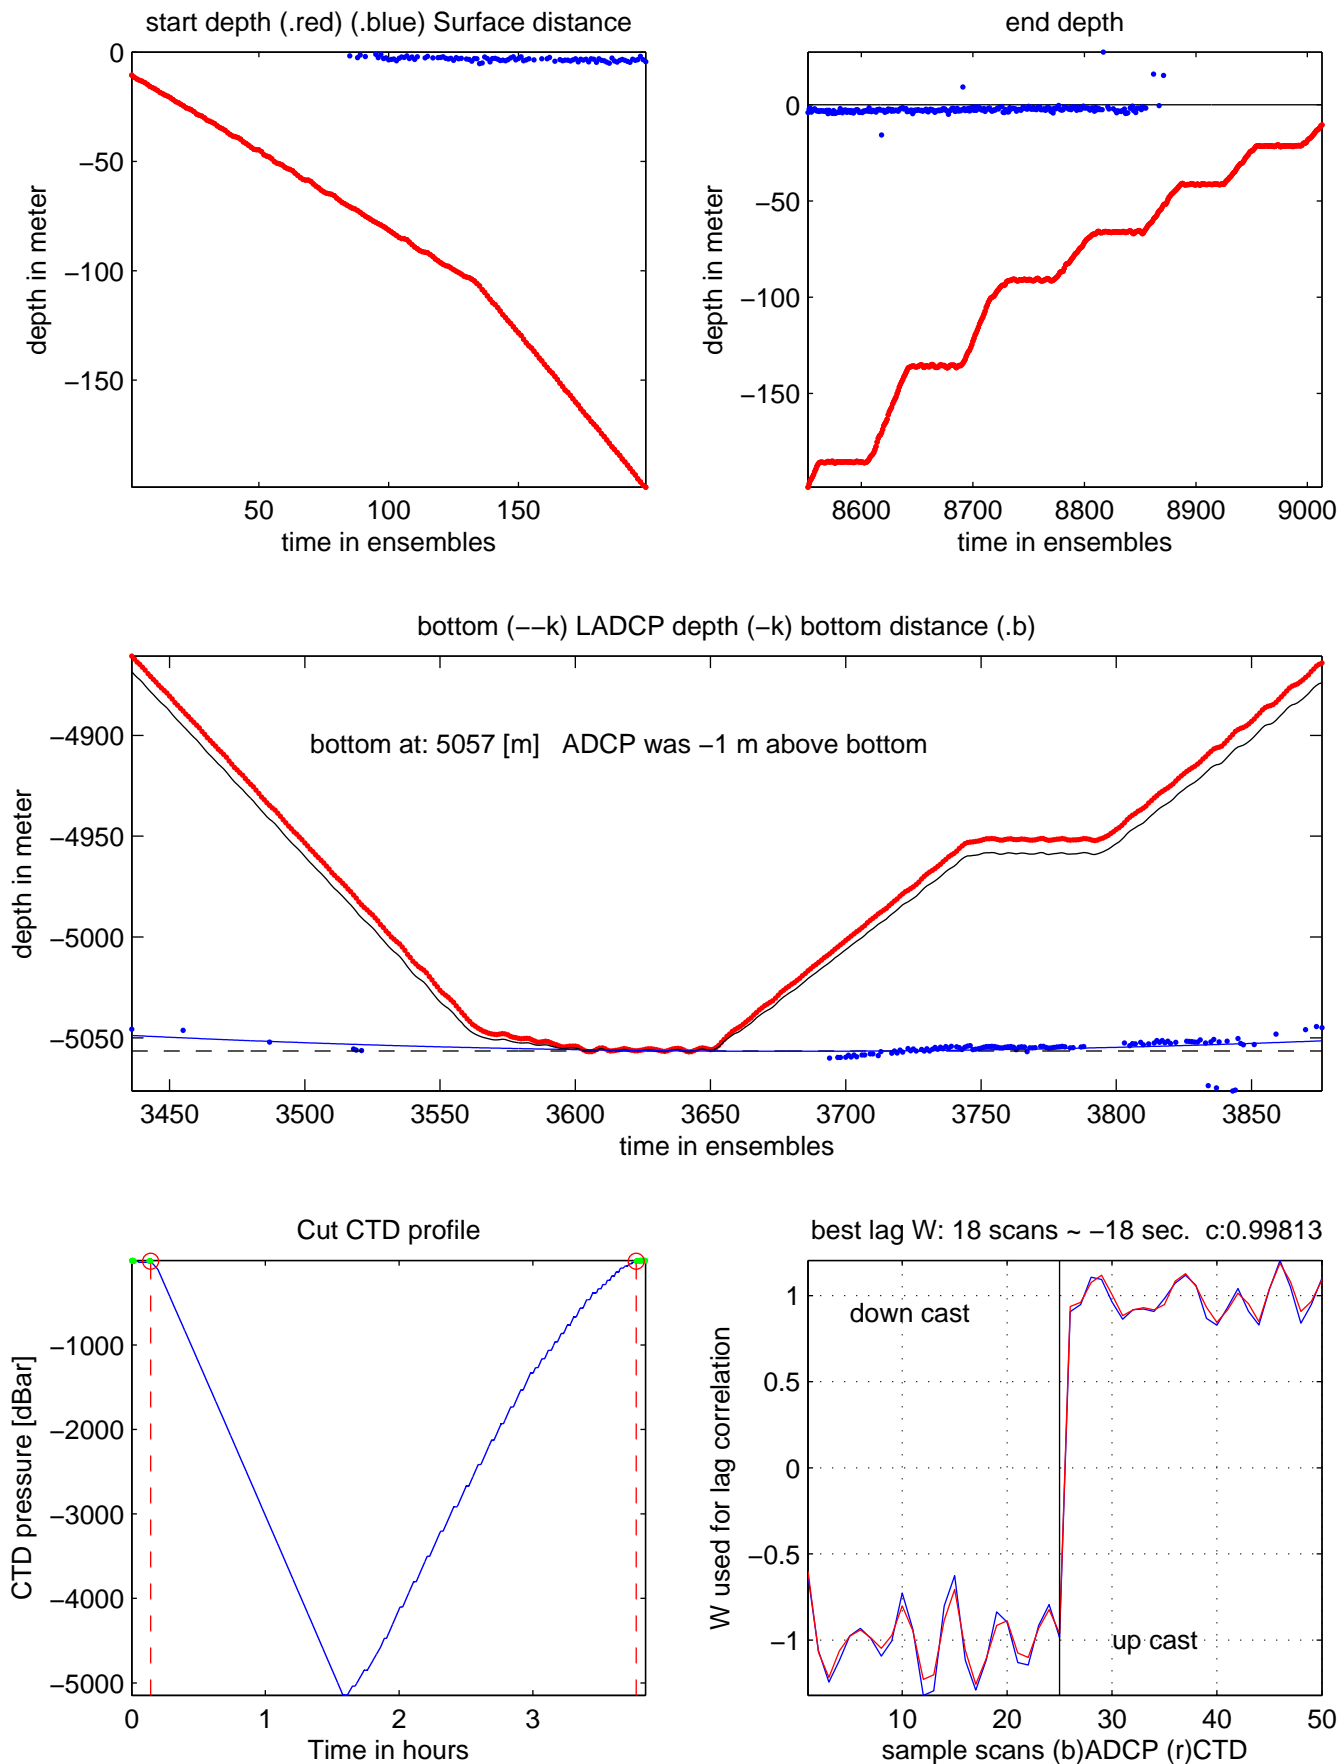 start depth (.red) (.blue) Surface distance
0
−50
−100
−150
depth in meter
50 100 150
time in ensembles
end depth
0
−50
−100
−150
depth in meter
8600 8700 8800 8900 9000
time in ensembles
bottom (−−k) LADCP depth (−k) bottom distance (.b)
bottom at: 5057 [m] ADCP was −1 m above bottom
−4900
−4950
−5000
−5050
depth in meter
3450 3500 3550 3600 3650 3700 3750 3800 3850
time in ensembles
Cut CTD profile
−1000
−2000
−3000
−4000
−5000
CTD pressure [dBar]
0 1 2 3
Time in hours
best lag W: 18 scans ~ −18 sec. c:0.99813
down cast
up cast
1
0.5
0
−0.5
−1
W used for lag correlation
10 20 30 40 50
sample scans (b)ADCP (r)CTD